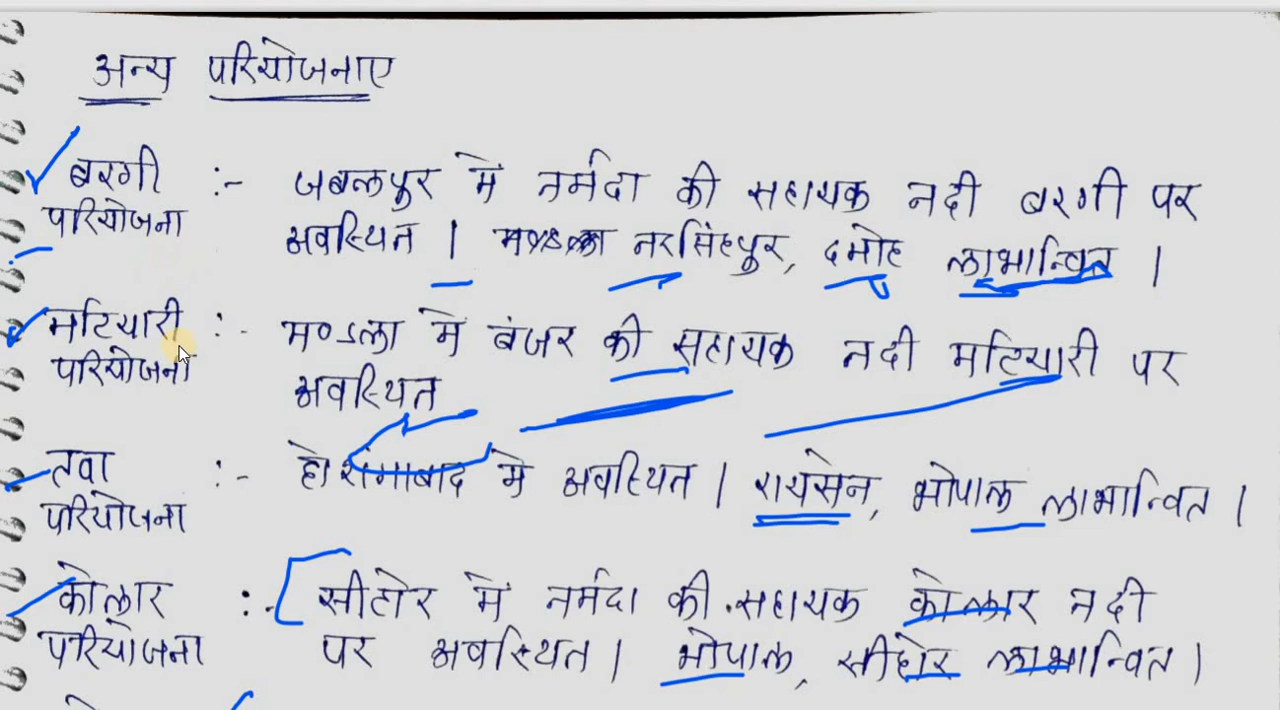 अन्य परियोजनाए
बरगी परियोजना :- जबलपुर में नर्मदा की सहायक नदी बरगी पर
अवस्थित | नरसिंहपुर, दमोह लाभान्वित |
मटियारी परियोजना :- मण्डला में बंजर की सहायक नदी मटियारी पर
अवस्थित
तवा परियोजना :- होशंगाबाद में अवस्थित | रायसेन, भोपाल लाभान्वित |
कोलार परियोजना :- सीहोर में नर्मदा की सहायक कोलार नदी
पर अवस्थित | भोपाल, सीहोर लाभान्वित |